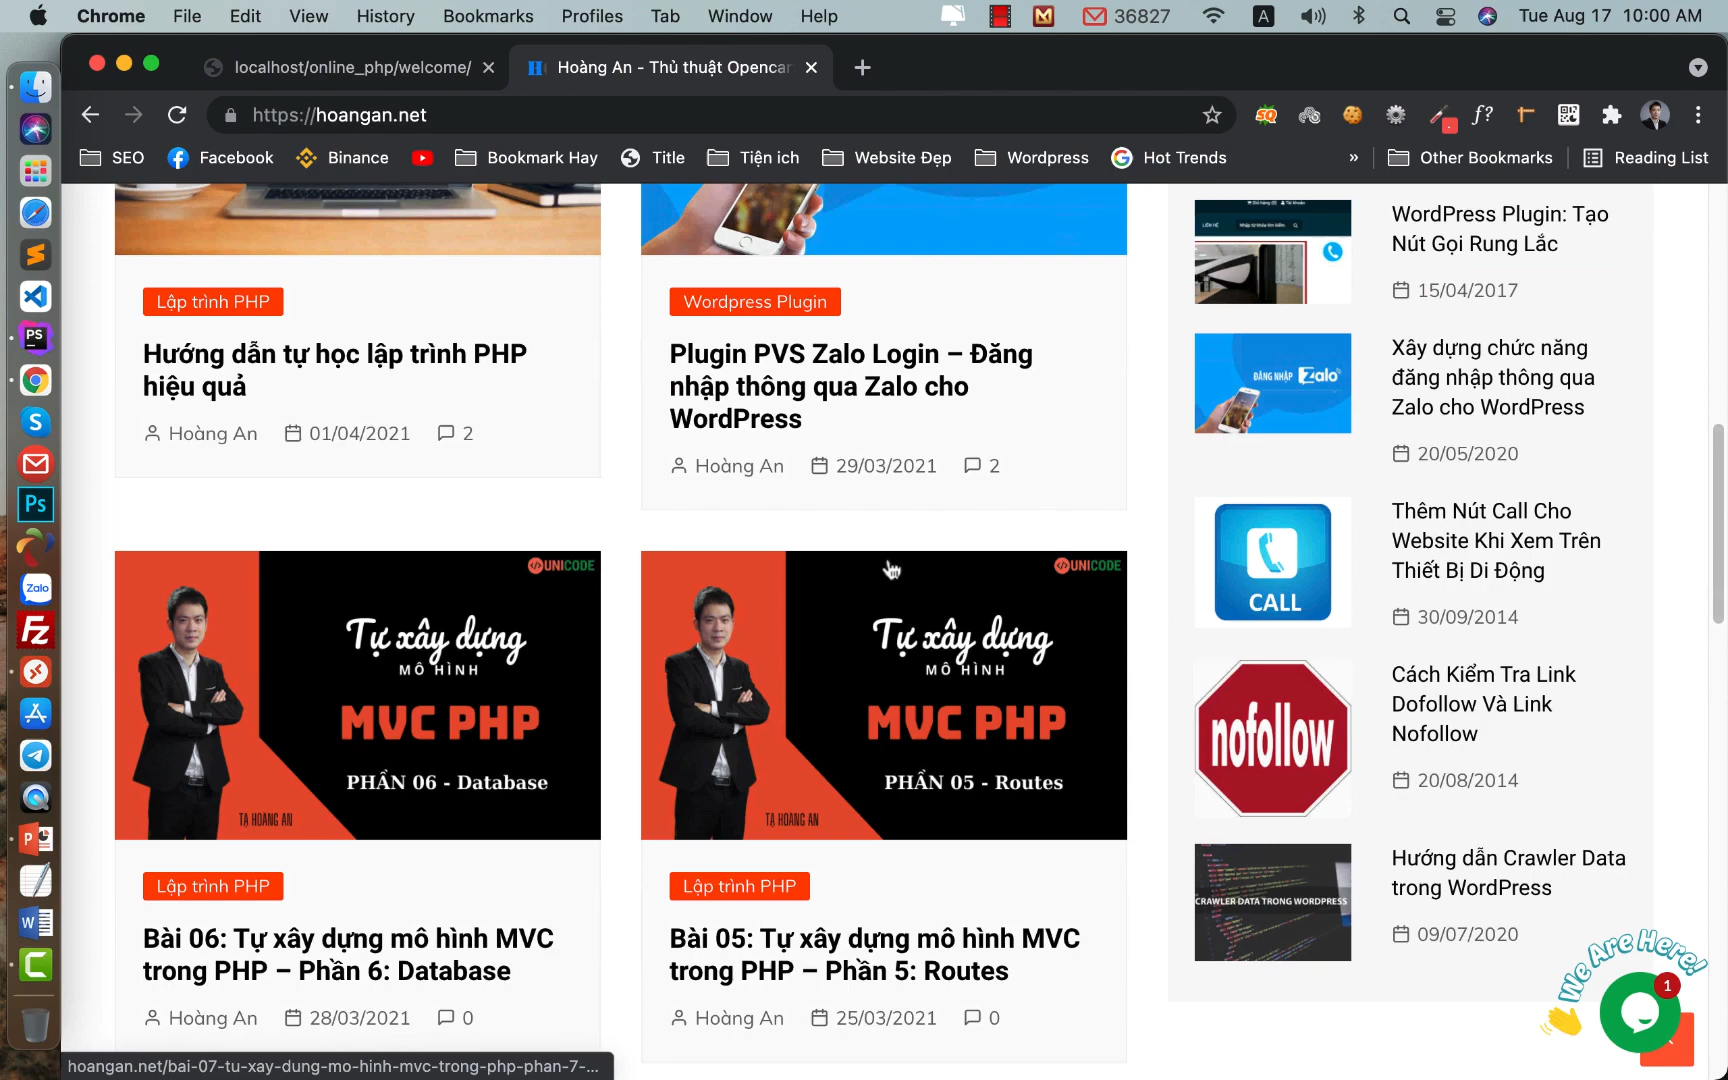 Chrome File Edit View History Bookmarks Profiles Tab Window Help 36827 A Tue Aug 17 10:00 AM
localhost/online_php/welcome/
Hoàng An - Thủ thuật Opencar
https://hoangan.net
SEO Facebook Binance Bookmark Hay Title Tiện ích Website Đẹp Wordpress Hot Trends » Other Bookmarks Reading List
Lập trình PHP
Hướng dẫn tự học lập trình PHP
hiệu quả
Hoàng An 01/04/2021 2
Wordpress Plugin
Plugin PVS Zalo Login – Đăng
nhập thông qua Zalo cho
WordPress
Hoàng An 29/03/2021 2
UNICODE
Tự xây dựng
MÔ HÌNH
MVC PHP
PHẦN 06 - Database
TẠ HOÀNG AN
Lập trình PHP
Bài 06: Tự xây dựng mô hình MVC
trong PHP – Phần 6: Database
Hoàng An 28/03/2021 0
UNICODE
Tự xây dựng
MÔ HÌNH
MVC PHP
PHẦN 05 - Routes
TẠ HOÀNG AN
Lập trình PHP
Bài 05: Tự xây dựng mô hình MVC
trong PHP – Phần 5: Routes
Hoàng An 25/03/2021 0
LIÊN HỆ
WordPress Plugin: Tạo
Nút Gọi Rung Lắc
15/04/2017
ĐĂNG NHẬP Zalo
Xây dựng chức năng
đăng nhập thông qua
Zalo cho WordPress
20/05/2020
CALL
Thêm Nút Call Cho
Website Khi Xem Trên
Thiết Bị Di Động
30/09/2014
nofollow
Cách Kiểm Tra Link
Dofollow Và Link
Nofollow
20/08/2014
CRAWLER DATA TRONG WORDPRESS
Hướng dẫn Crawler Data
trong WordPress
09/07/2020
We Are Here!
1
hoangan.net/bai-07-tu-xay-dung-mo-hinh-mvc-trong-php-phan-7-...